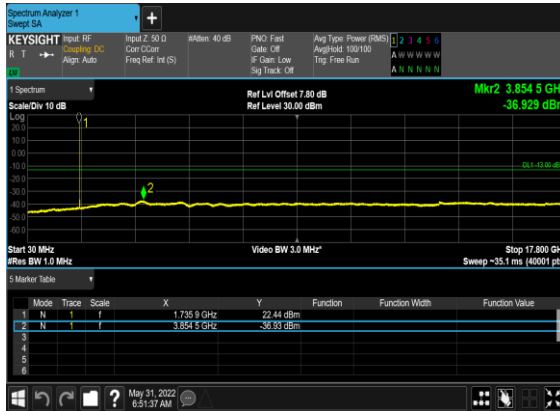 Spectrum Analyzer 1
Swept SA
KEYSIGHT
R T
Input: RF
Coupling: DC
Align: Auto
Input Z: 50 Ω
Corr CCorr
Freq Ref: Int (S)
#Atten: 40 dB
PNO: Fast
Gate: Off
IF Gain: Low
Sig Track: Off
Avg Type: Power (RMS)
Avg|Hold: 100/100
Trig: Free Run
1 2 3 4 5 6
A W W W W W
A N N N N N
1 Spectrum
Scale/Div 10 dB
Ref Lvl Offset 7.80 dB
Ref Level 30.00 dBm
Mkr2 3.854 5 GH
-36.929 dB
Log
20.0
10.0
0.00
-10.0
-20.0
-30.0
-40.0
-50.0
-60.0
1
2
DL1 -13.00 dB
Start 30 MHz
#Res BW 1.0 MHz
Video BW 3.0 MHz*
Stop 17.800 GH
Sweep ~35.1 ms (40001 pt
5 Marker Table
Mode Trace Scale X Y Function Function Width Function Value
1 N 1 f 1.735 9 GHz 22.44 dBm
2 N 1 f 3.854 5 GHz -36.93 dBm
3
4
5
6
May 31, 2022
6:51:37 AM